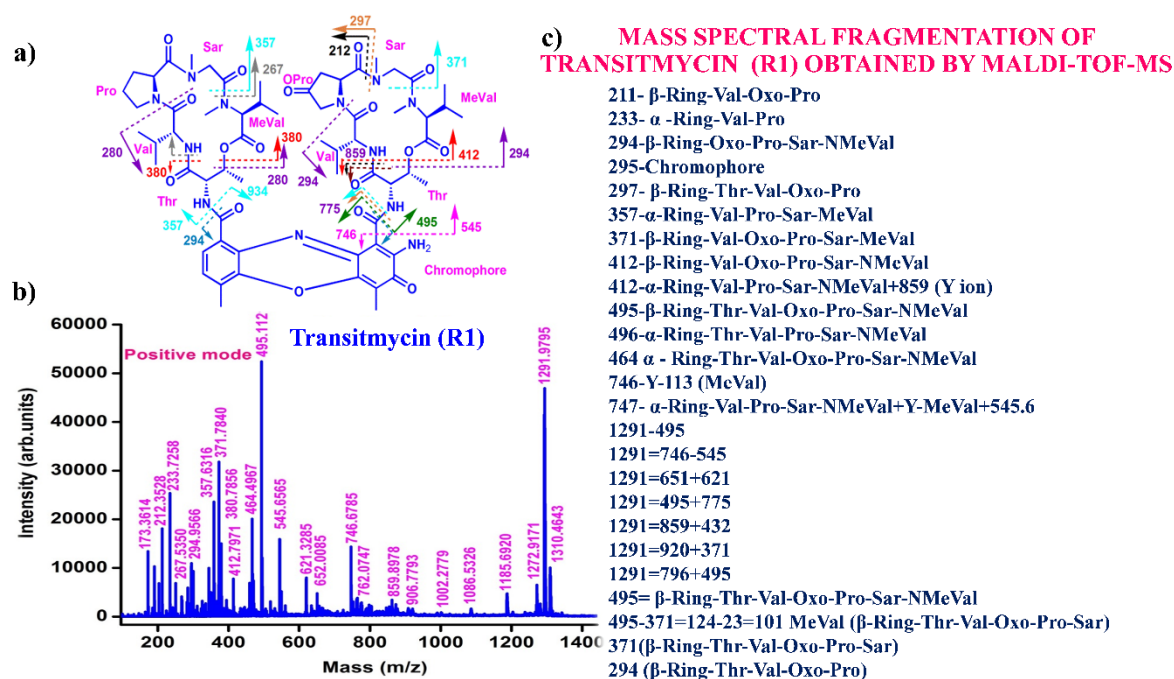 a)
297
212
Sar
357
267
Pro
MeVal
Val
280
380
380
280
Thr
934
357
294
Sar
371
OPro
MeVal
Val
859
412
294
294
Thr
775
495
746
545
Chromophore
N
O
O
NH2
b)
Transitmycin (R1)
Positive mode
Intensity (arb.units)
60000
50000
40000
30000
20000
10000
0
173.3614
212.3528
233.7258
267.5350
294.9566
357.6316
371.7840
380.7856
412.7971
464.4967
495.112
545.6565
621.3285
652.0085
746.6785
762.0747
859.8978
906.7793
1002.2779
1086.5326
1185.6920
1272.9171
1291.9795
1310.4643
200 400 600 800 1000 1200 1400
Mass (m/z)
c)
MASS SPECTRAL FRAGMENTATION OF
TRANSITMYCIN (R1) OBTAINED BY MALDI-TOF-MS
211- β-Ring-Val-Oxo-Pro
233- α -Ring-Val-Pro
294-β-Ring-Oxo-Pro-Sar-NMeVal
295-Chromophore
297- β-Ring-Thr-Val-Oxo-Pro
357-α-Ring-Val-Pro-Sar-MeVal
371-β-Ring-Val-Oxo-Pro-Sar-MeVal
412-β-Ring-Val-Oxo-Pro-Sar-NMcVal
412-α-Ring-Val-Pro-Sar-NMeVal+859 (Y ion)
495-β-Ring-Thr-Val-Oxo-Pro-Sar-NMeVal
496-α-Ring-Thr-Val-Pro-Sar-NMeVal
464 α - Ring-Thr-Val-Oxo-Pro-Sar-NMeVal
746-Y-113 (McVal)
747- α-Ring-Val-Pro-Sar-NMeVal+Y-MeVal+545.6
1291-495
1291=746-545
1291=651+621
1291=495+775
1291=859+432
1291=920+371
1291=796+495
495= β-Ring-Thr-Val-Oxo-Pro-Sar-NMeVal
495-371=124-23=101 MeVal (β-Ring-Thr-Val-Oxo-Pro-Sar)
371(β-Ring-Thr-Val-Oxo-Pro-Sar)
294 (β-Ring-Thr-Val-Oxo-Pro)